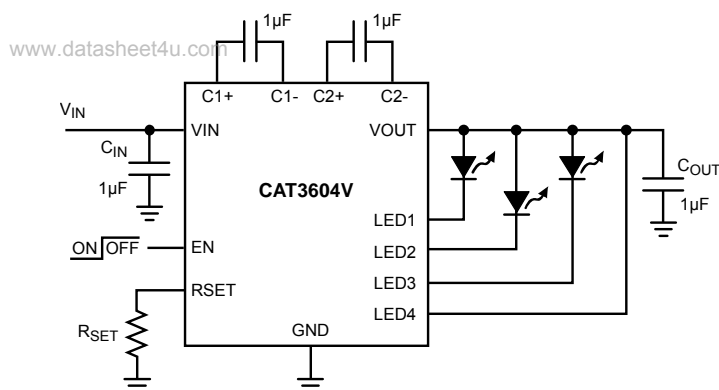 1µF
1µF
www.datasheet4u.com
C1+
C1-
C2+
C2-
VIN
VIN
VOUT
CIN
COUT
1µF
1µF
CAT3604V
LED1
ON OFF
EN
LED2
RSET
LED3
LED4
RSET
GND